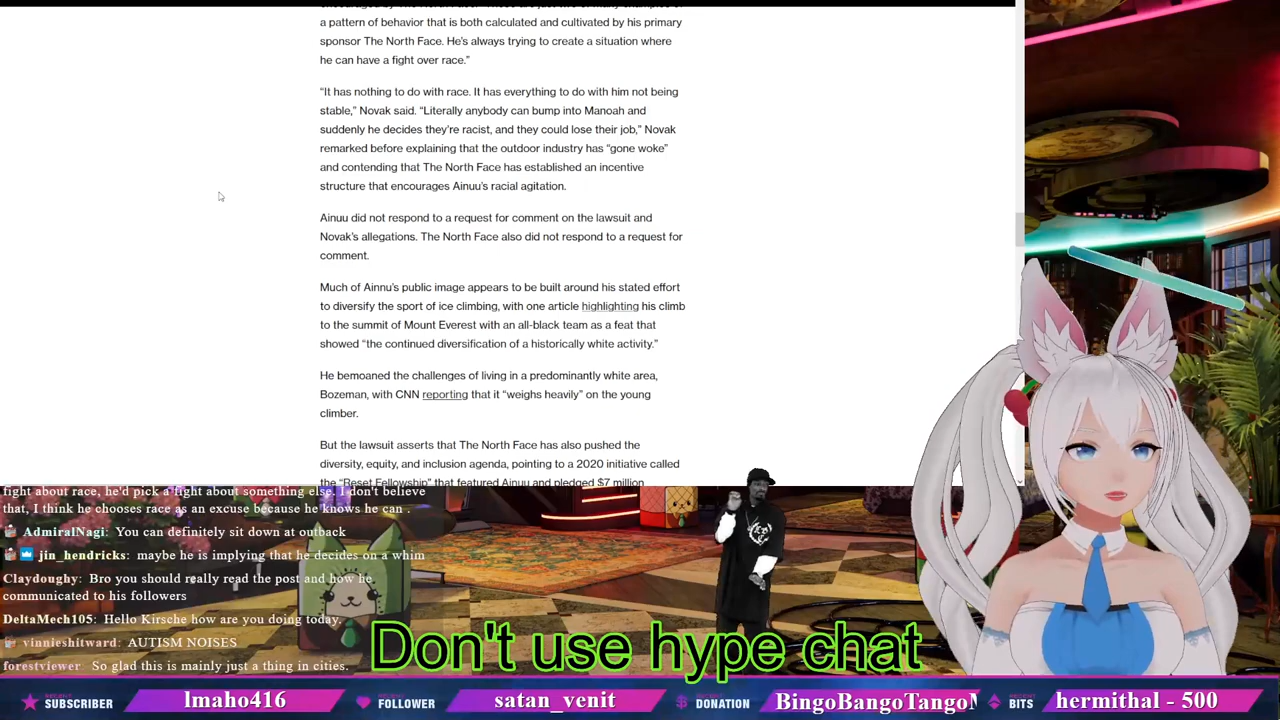 a pattern of behavior that is both calculated and cultivated by his primary
sponsor The North Face. He's always trying to create a situation where
he can have a fight over race."
"It has nothing to do with race. It has everything to do with him not being
stable," Novak said. "Literally anybody can bump into Manoah and
suddenly he decides they're racist, and they could lose their job," Novak
remarked before explaining that the outdoor industry has "gone woke"
and contending that The North Face has established an incentive
structure that encourages Ainuu's racial agitation.
Ainuu did not respond to a request for comment on the lawsuit and
Novak's allegations. The North Face also did not respond to a request for
comment.
Much of Ainnu's public image appears to be built around his stated effort
to diversify the sport of ice climbing, with one article highlighting his climb
to the summit of Mount Everest with an all-black team as a feat that
showed "the continued diversification of a historically white activity."
He bemoaned the challenges of living in a predominantly white area,
Bozeman, with CNN reporting that it "weighs heavily" on the young
climber.
But the lawsuit asserts that The North Face has also pushed the
diversity, equity, and inclusion agenda, pointing to a 2020 initiative called
the "Reset Fellowship" that featured Ainuu and pledged $7 million
fight about race, he'd pick a fight about something else. I don't believe
that, I think he chooses race as an excuse because he knows he can .
AdmiralNagi: You can definitely sit down at outback
jin_hendricks: maybe he is implying that he decides on a whim
Claydoughy: Bro you should really read the post and how he
communicated to his followers
DeltaMech105: Hello Kirsche how are you doing today.
vinnieshitward: AUTISM NOISES
forestviewer: So glad this is mainly just a thing in cities.
Don't use hype chat
RECENT SUBSCRIBER lmaho416 RECENT FOLLOWER satan_venit RECENT DONATION BingoBangoTango RECENT BITS hermithal - 500